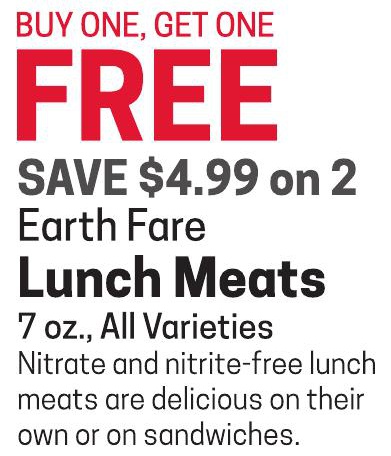 BUY ONE, GET ONE
FREE
SAVE $4.99 on 2
Earth Fare
Lunch Meats
7 oz., All Varieties
Nitrate and nitrite-free lunch
meats are delicious on their
own or on sandwiches.